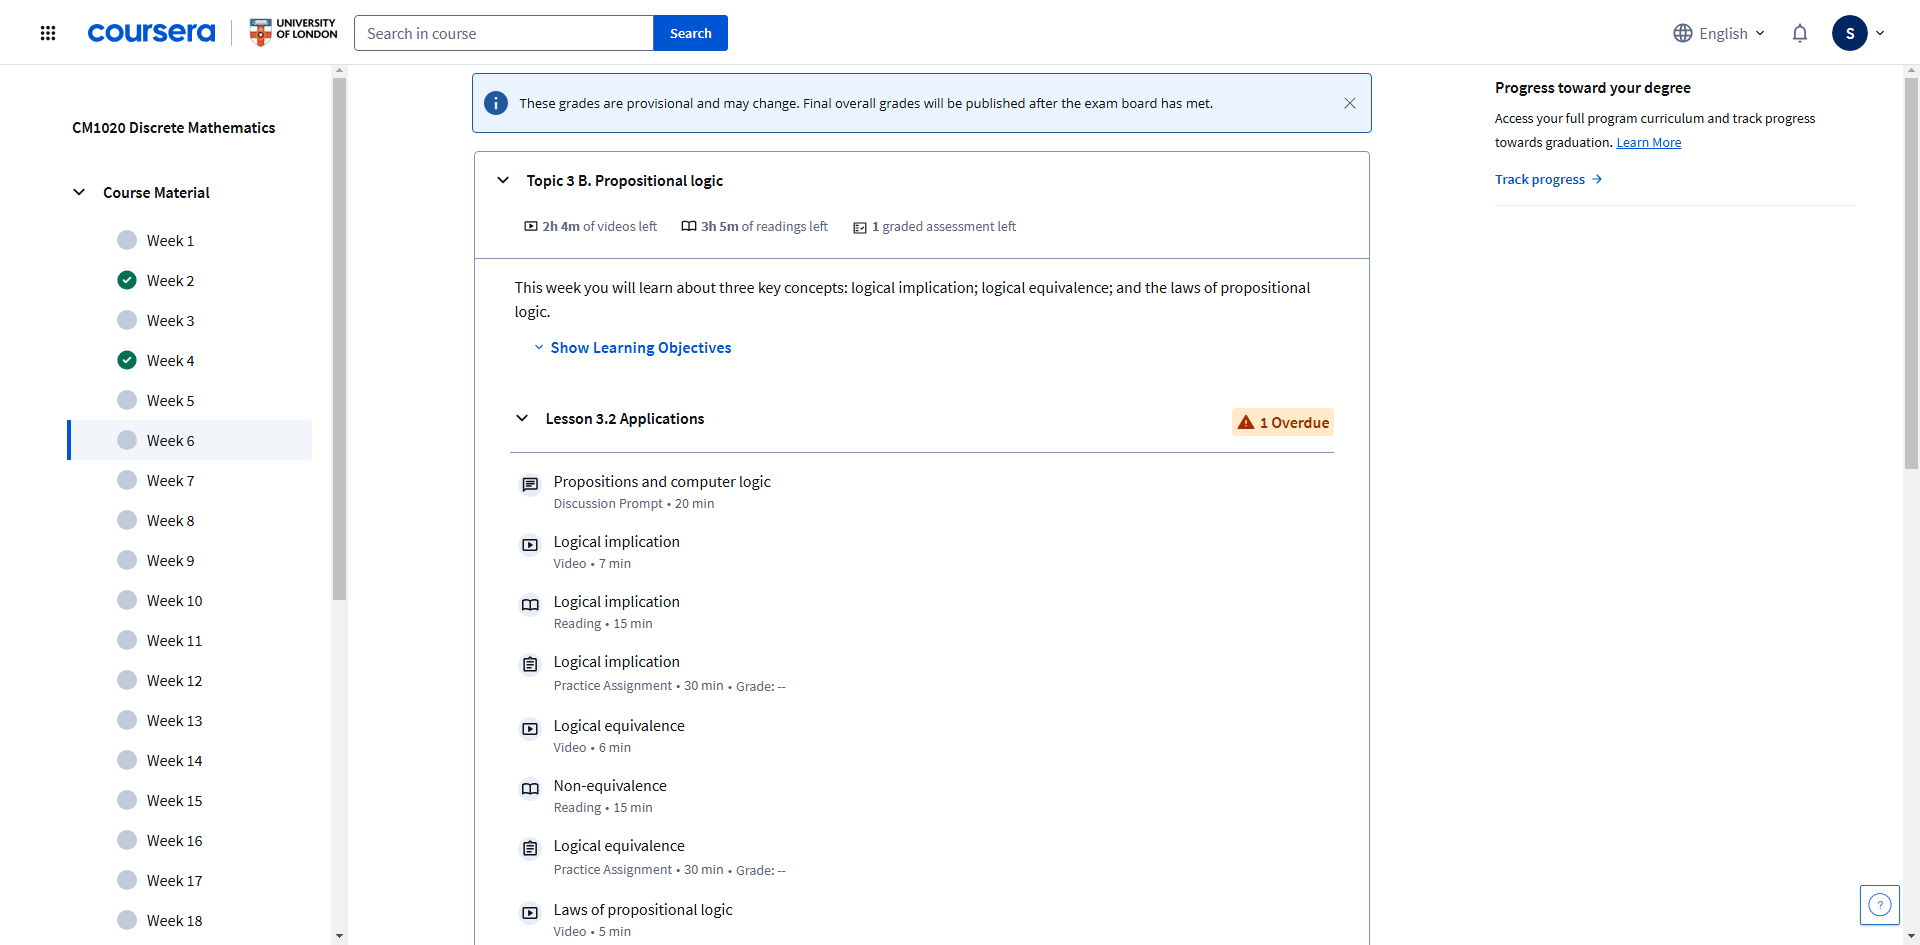 coursera
UNIVERSITY
OF LONDON
Search in course
Search
English
S
CM1020 Discrete Mathematics
Course Material
Week 1
Week 2
Week 3
Week 4
Week 5
Week 6
Week 7
Week 8
Week 9
Week 10
Week 11
Week 12
Week 13
Week 14
Week 15
Week 16
Week 17
Week 18
These grades are provisional and may change. Final overall grades will be published after the exam board has met.
Topic 3 B. Propositional logic
2h 4m of videos left
3h 5m of readings left
1 graded assessment left
This week you will learn about three key concepts: logical implication; logical equivalence; and the laws of propositional
logic.
Show Learning Objectives
Lesson 3.2 Applications
1 Overdue
Propositions and computer logic
Discussion Prompt • 20 min
Logical implication
Video • 7 min
Logical implication
Reading • 15 min
Logical implication
Practice Assignment • 30 min • Grade: --
Logical equivalence
Video • 6 min
Non-equivalence
Reading • 15 min
Logical equivalence
Practice Assignment • 30 min • Grade: --
Laws of propositional logic
Video • 5 min
Progress toward your degree
Access your full program curriculum and track progress
towards graduation. Learn More
Track progress →
?